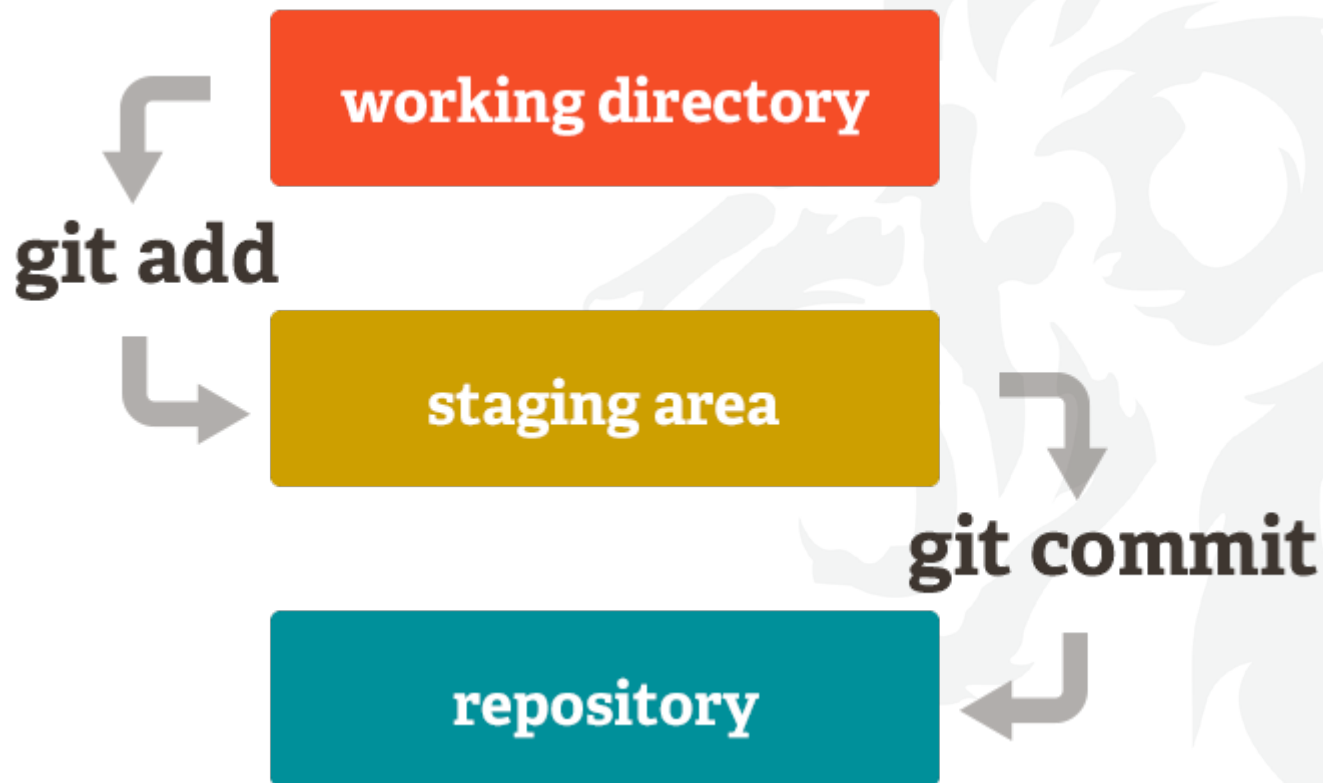 working directory
git add
staging area
git commit
repository